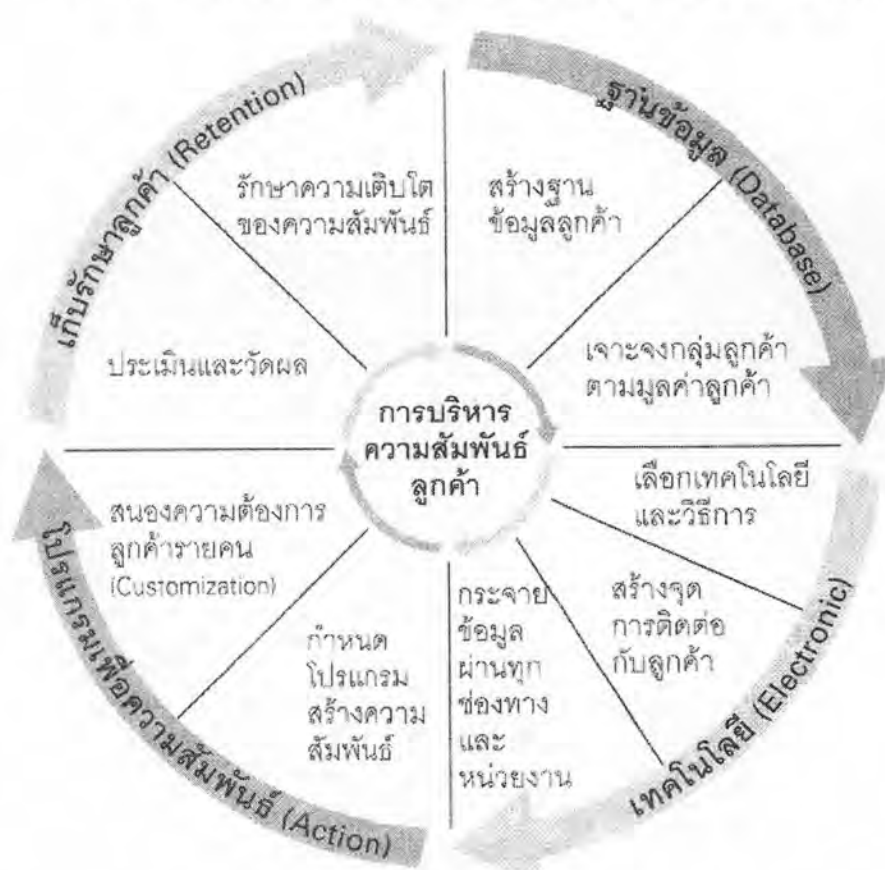 ฐานข้อมูล (Database)
สร้างฐาน
ข้อมูลลูกค้า
เจาะจงกลุ่มลูกค้า
ตามมูลค่าลูกค้า
เทคโนโลยี (Electronic)
เลือกเทคโนโลยี
และวิธีการ
สร้างจุด
การติดต่อ
กับลูกค้า
กระจาย
ข้อมูล
ผ่านทุก
ช่องทาง
และ
หน่วยงาน
โปรแกรมเพื่อความสัมพันธ์ (Action)
กำหนด
โปรแกรม
สร้างความ
สัมพันธ์
สนองความต้องการ
ลูกค้ารายคน
(Customization)
เก็บรักษาลูกค้า (Retention)
ประเมินและวัดผล
รักษาความเติบโต
ของความสัมพันธ์
การบริหาร
ความสัมพันธ์
ลูกค้า